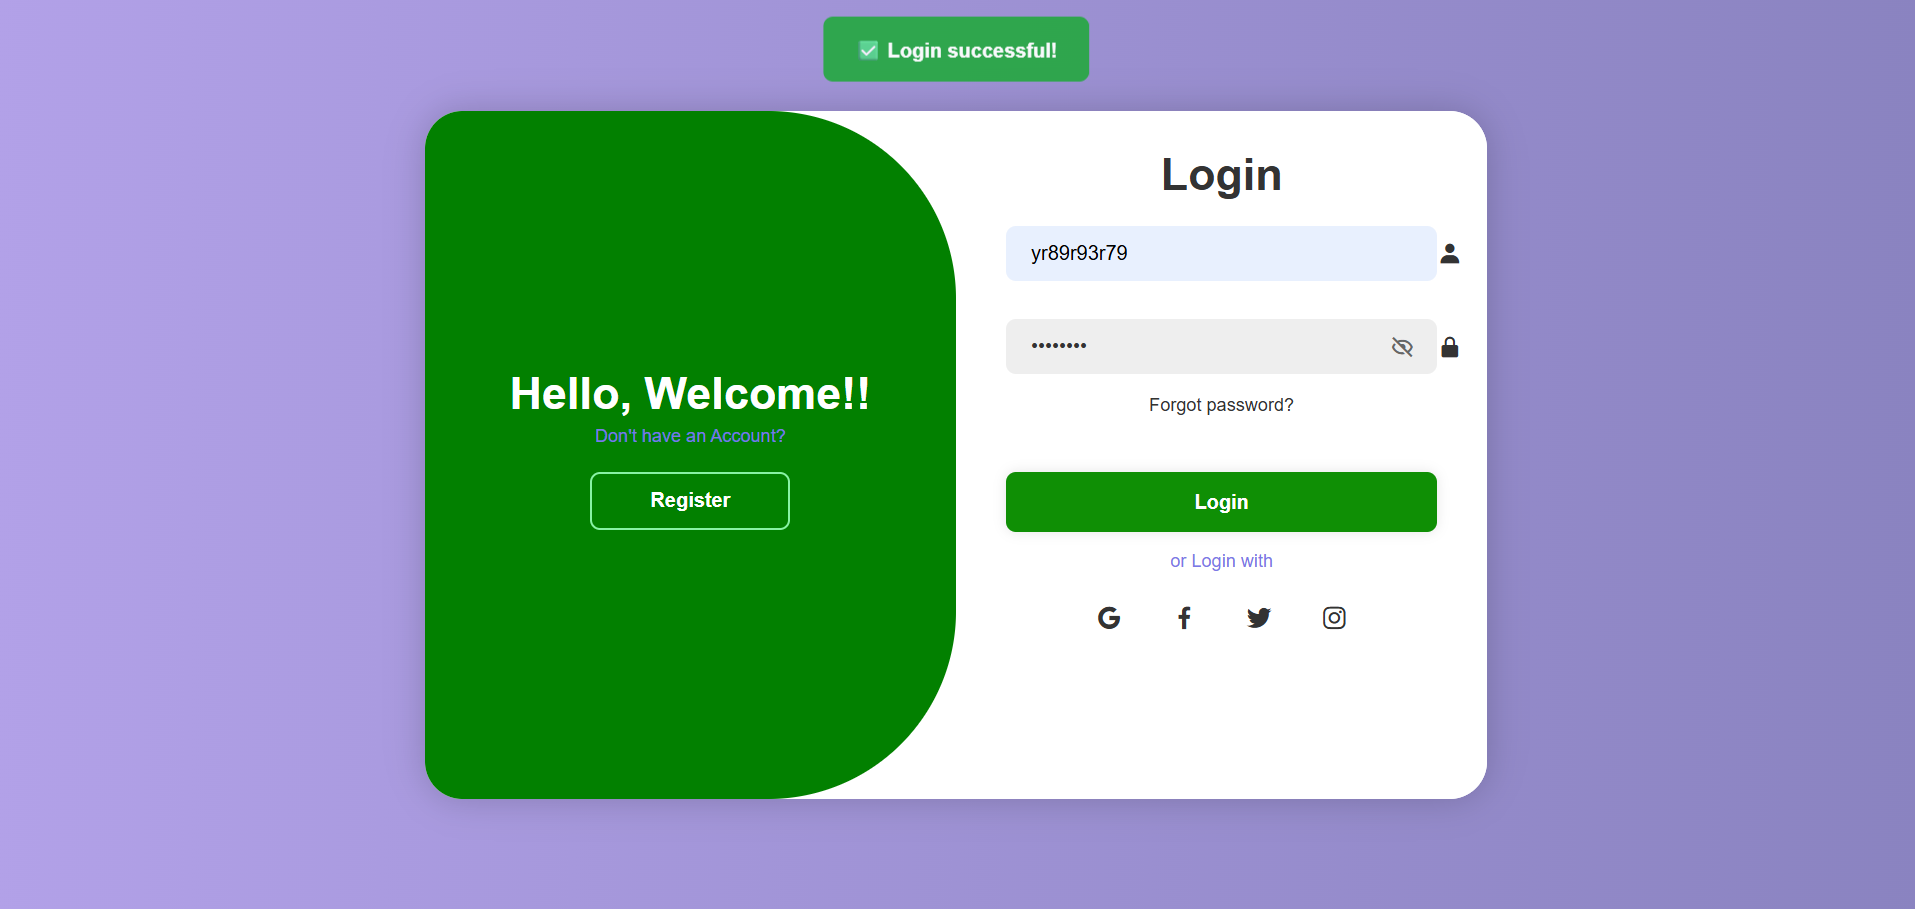 Login successful!
Hello, Welcome!!
Don't have an Account?
Register
Login
yr89r93r79
••••••••
Forgot password?
Login
or Login with